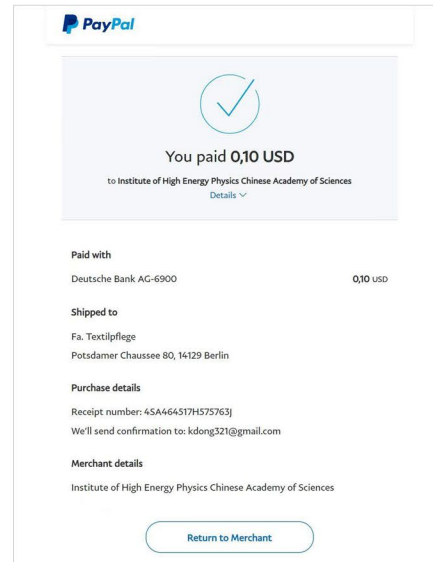 PayPal
You paid 0,10 USD
to Institute of High Energy Physics Chinese Academy of Sciences
Details
Paid with
Deutsche Bank AG-6900 0,10 USD
Shipped to
Fa. Textilpflege
Potsdamer Chaussee 80, 14129 Berlin
Purchase details
Receipt number: 4SA464517H575763J
We'll send confirmation to: kdong321@gmail.com
Merchant details
Institute of High Energy Physics Chinese Academy of Sciences
Return to Merchant